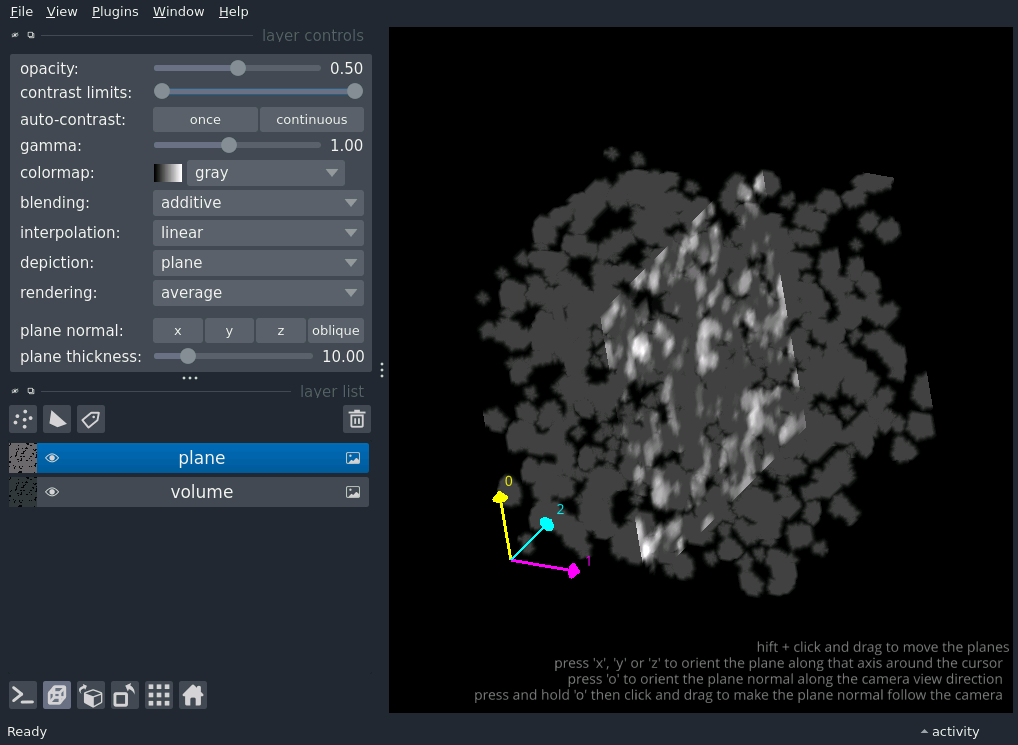 File View Plugins Window Help
layer controls
opacity: 0.50
contrast limits:
auto-contrast: once continuous
gamma: 1.00
colormap: gray
blending: additive
interpolation: linear
depiction: plane
rendering: average
plane normal: x y z oblique
plane thickness: 10.00
layer list
plane
volume
0
2
1
hift + click and drag to move the planes
press 'x', 'y' or 'z' to orient the plane along that axis around the cursor
press 'o' to orient the plane normal along the camera view direction
press and hold 'o' then click and drag to make the plane normal follow the camera
Ready activity